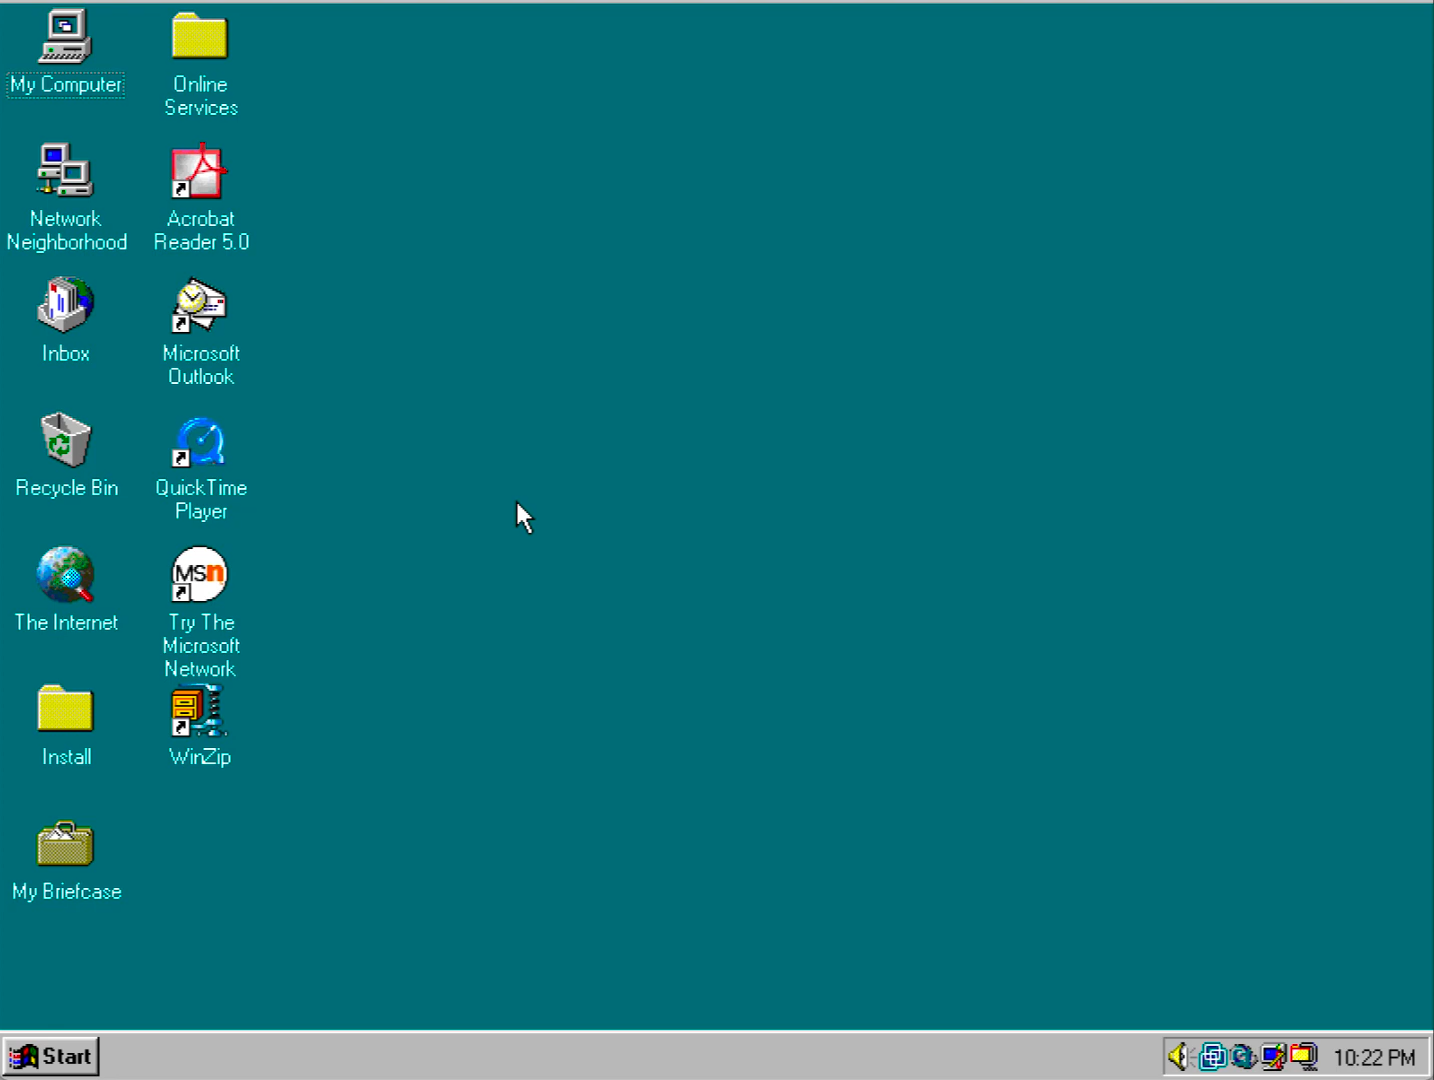 My Computer
Online
Services
Network
Neighborhood
Acrobat
Reader 5.0
Inbox
Microsoft
Outlook
Recycle Bin
QuickTime
Player
The Internet
MSn
Try The
Microsoft
Network
Install
WinZip
My Briefcase
Start
10:22 PM